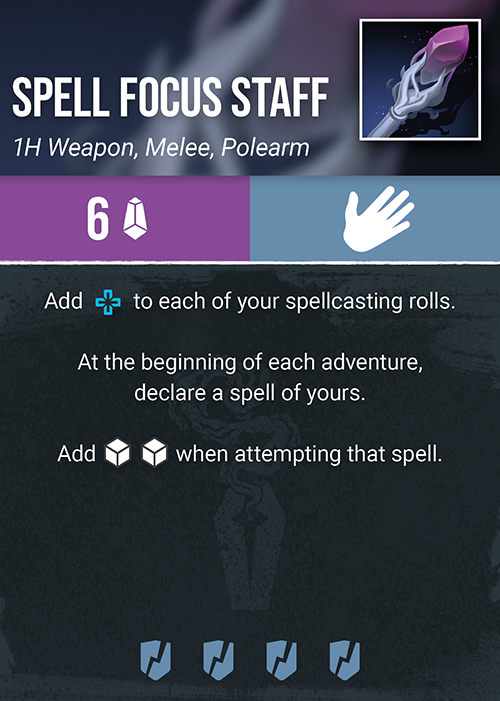 SPELL FOCUS STAFF
1H Weapon, Melee, Polearm
6
Add to each of your spellcasting rolls.
At the beginning of each adventure,
declare a spell of yours.
Add when attempting that spell.